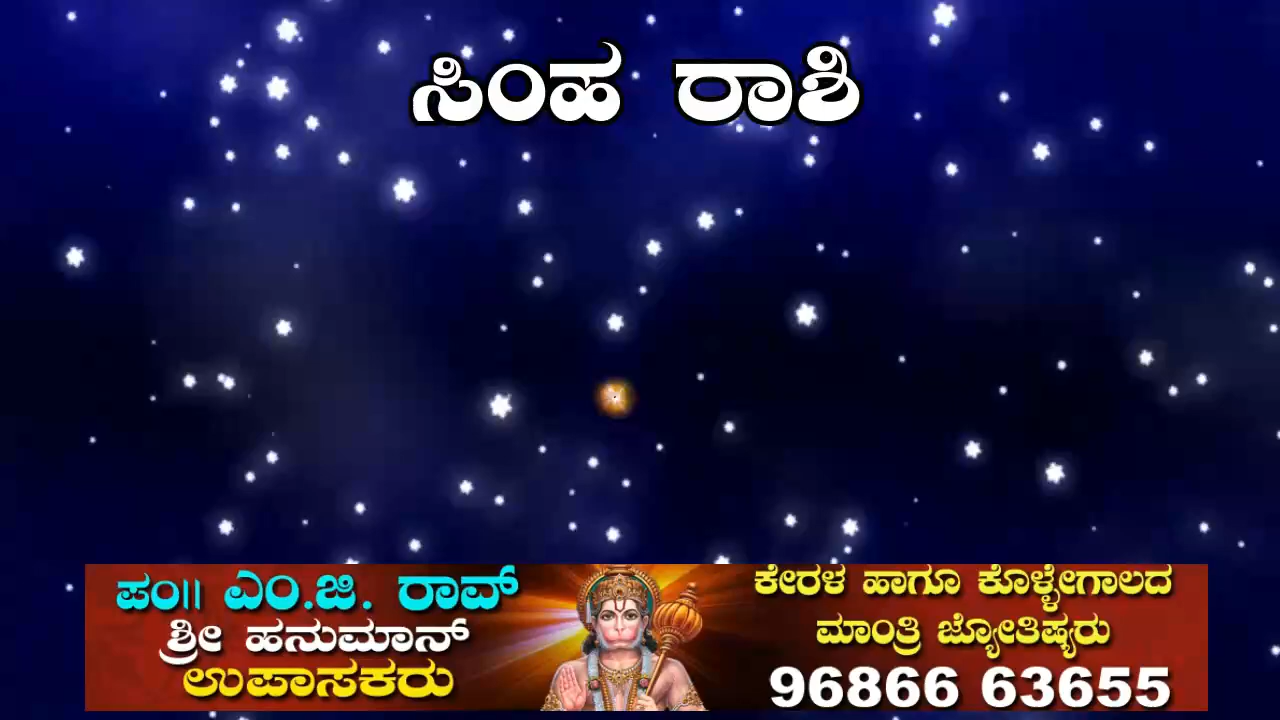 ಸಿಂಹ ರಾಶಿ
ಪಂ॥ ಎಂ.ಜಿ. ರಾವ್
ಶ್ರೀ ಹನುಮಾನ್
ಉಪಾಸಕರು
ಕೇರಳ ಹಾಗೂ ಕೊಳ್ಳೇಗಾಲದ
ಮಾಂತ್ರಿ ಜ್ಯೋತಿಷ್ಯರು
96866 63655